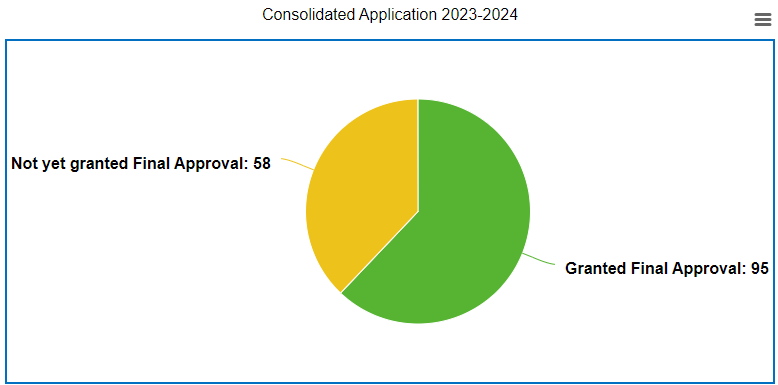 Consolidated Application 2023-2024
Not yet granted Final Approval: 58
Granted Final Approval: 95